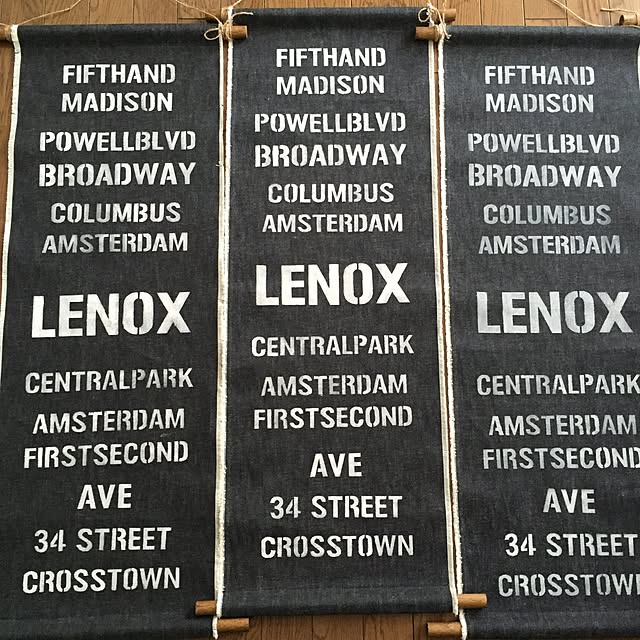 FIFTHAND
MADISON
POWELLBLVD
BROADWAY
COLUMBUS
AMSTERDAM
LENOX
CENTRALPARK
AMSTERDAM
FIRSTSECOND
AVE
34 STREET
CROSSTOWN
FIFTHAND
MADISON
POWELLBLVD
BROADWAY
COLUMBUS
AMSTERDAM
LENOX
CENTRALPARK
AMSTERDAM
FIRSTSECOND
AVE
34 STREET
CROSSTOWN
FIFTHAND
MADISON
POWELLBLVD
BROADWAY
COLUMBUS
AMSTERDAM
LENOX
CENTRALPARK
AMSTERDAM
FIRSTSECOND
AVE
34 STREET
CROSSTOWN